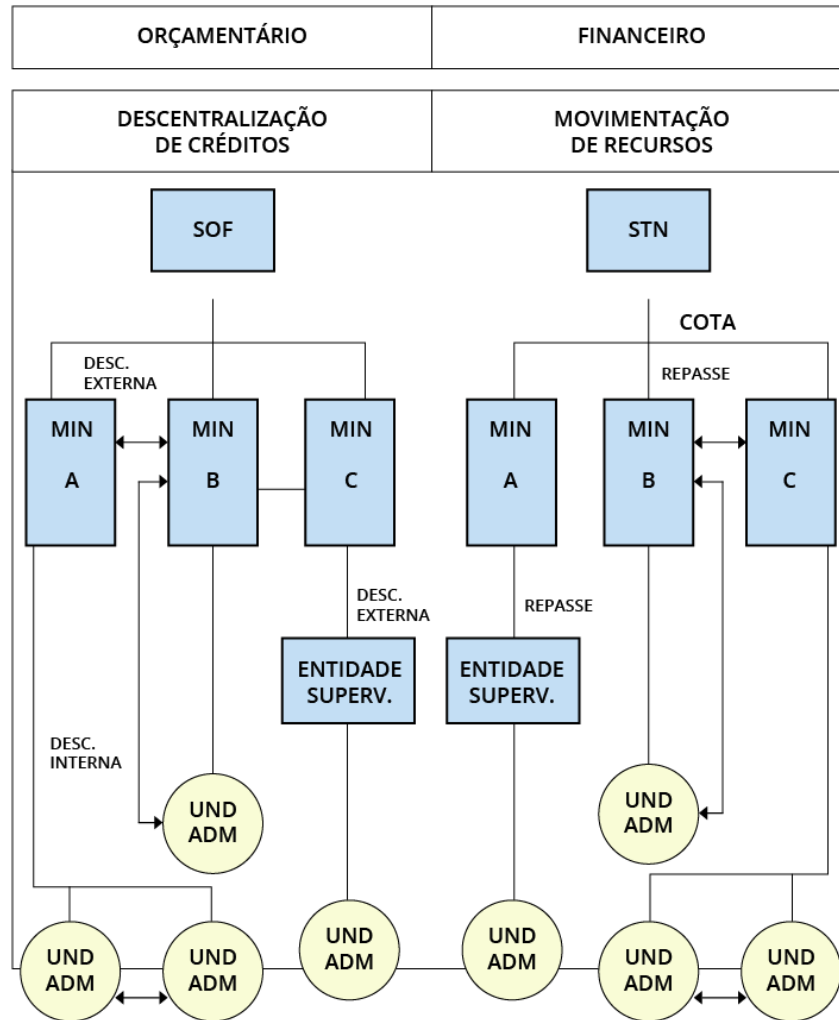 ORÇAMENTÁRIO
FINANCEIRO
DESCENTRALIZAÇÃO
DE CRÉDITOS
MOVIMENTAÇÃO
DE RECURSOS
SOF
STN
COTA
DESC.
EXTERNA
REPASSE
MIN
A
MIN
B
MIN
C
MIN
A
MIN
B
MIN
C
DESC.
EXTERNA
REPASSE
ENTIDADE
SUPERV.
ENTIDADE
SUPERV.
DESC.
INTERNA
UND
ADM
UND
ADM
UND
ADM
UND
ADM
UND
ADM
UND
ADM
UND
ADM
UND
ADM